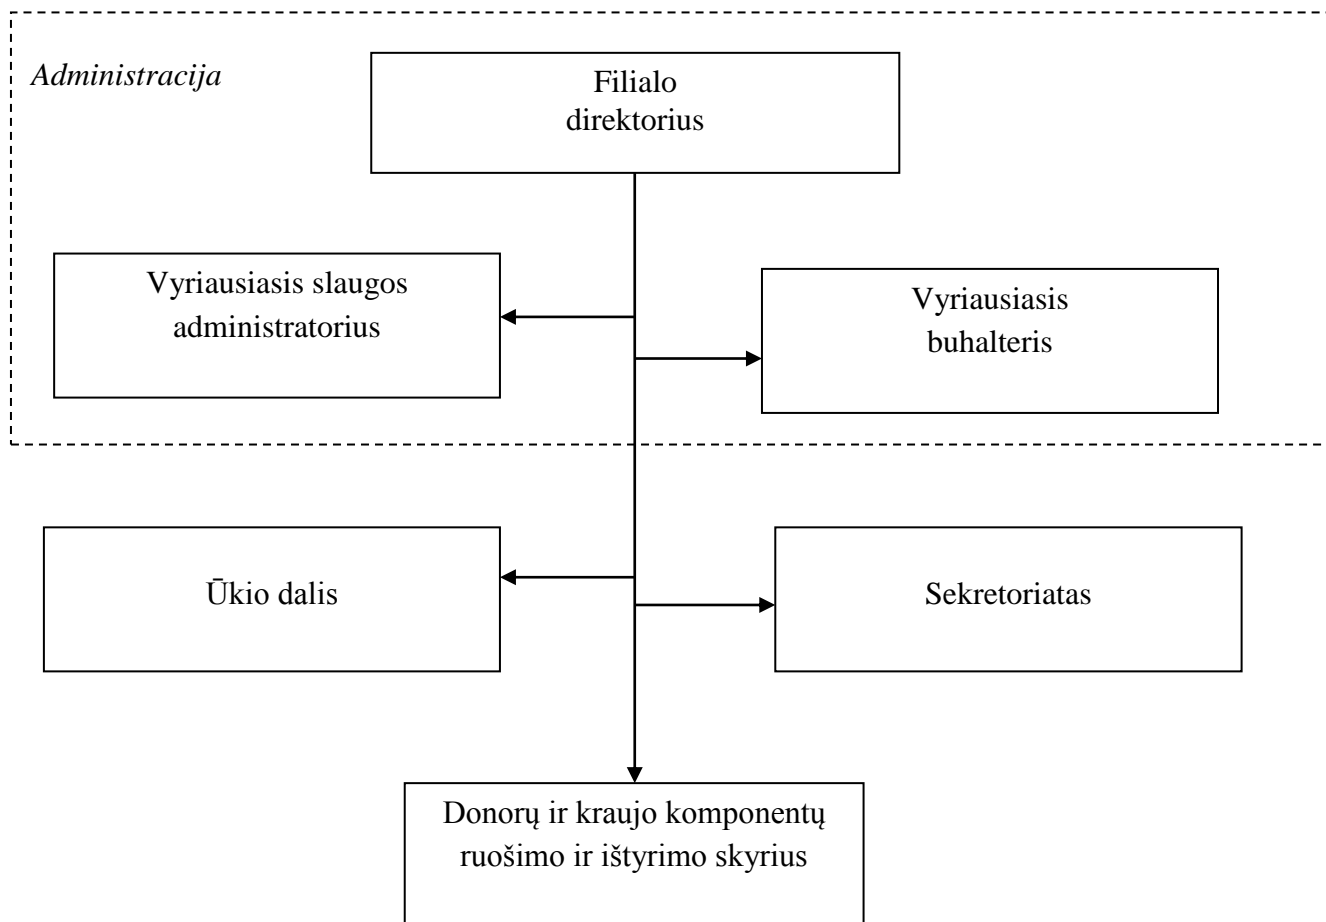 Administracija
Filialo
direktorius
Vyriausiasis slaugos
administratorius
Vyriausiasis
buhalteris
Ūkio dalis
Sekretoriatas
Donorų ir kraujo komponentų
ruošimo ir ištyrimo skyrius